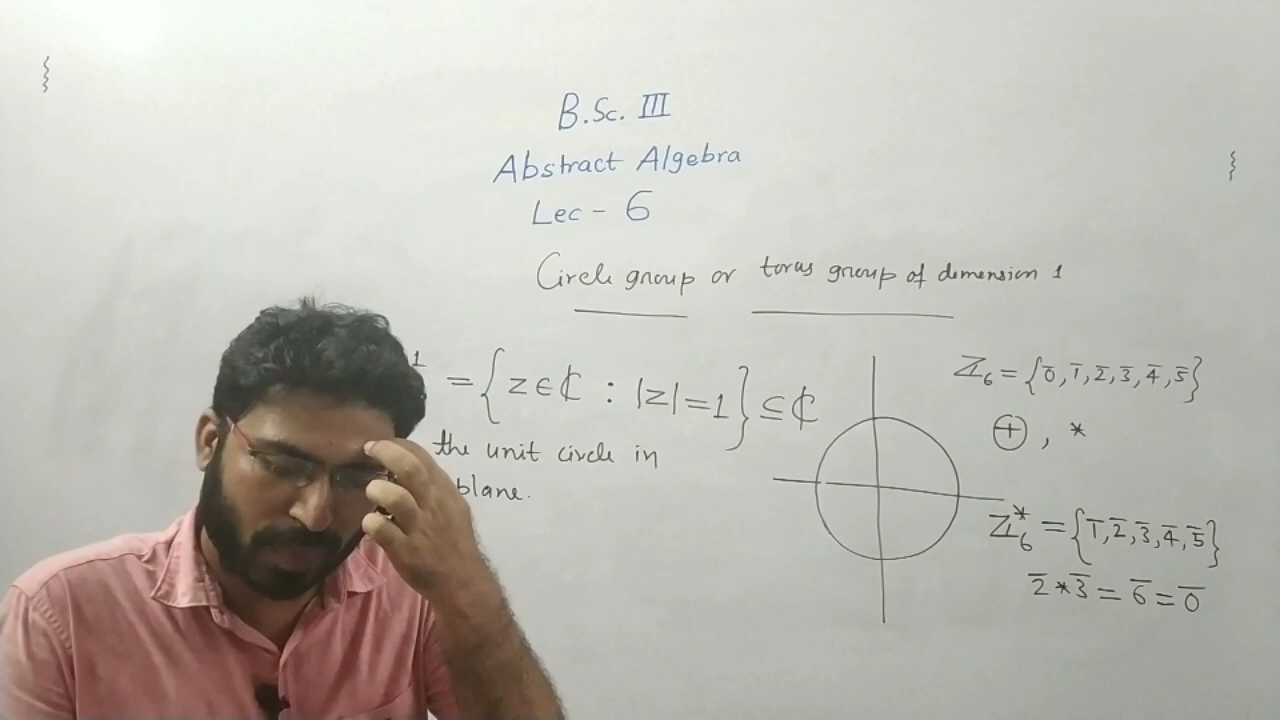 B.Sc. III
Abstract Algebra
Lec - 6
Circle group or torus group of dimension 1
1 = {z ∈ ℂ : |z| = 1} ⊆ ℂ
the unit circle in
plane.
ℤ₆ = {0̅, 1̅, 2̅, 3̅, 4̅, 5̅}
⊕, *
ℤ₆* = {1̅, 2̅, 3̅, 4̅, 5̅}
2̅ * 3̅ = 6̅ = 0̅